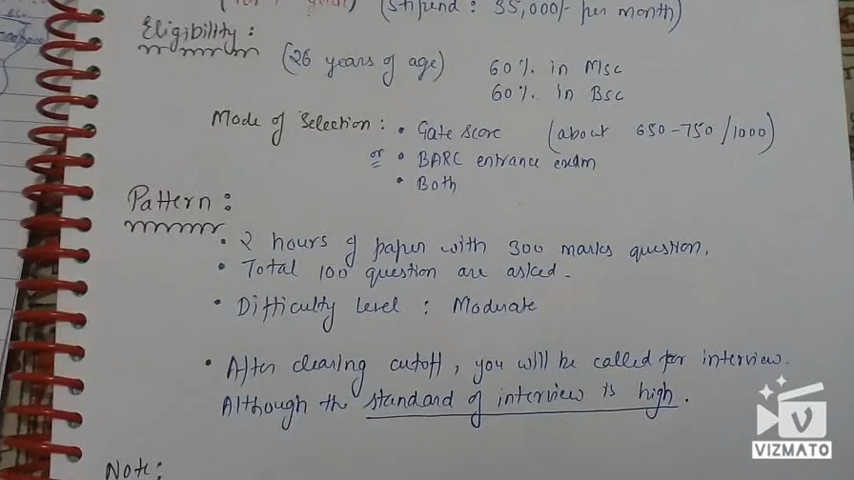 (Stipend : 35,000/- per month)
Eligibility :
(26 years of age) 60%. in Msc
60%. in Bsc
Mode of Selection : • Gate Score (about 650-750/1000)
or • BARC entrance exam
• Both
Pattern :
• 2 hours of paper with 300 marks question.
• Total 100 question are asked.
• Difficulty level : Moderate
• After clearing cutoff, you will be called for interview.
Although the standard of interview is high.
Note:
V
VIZMATO